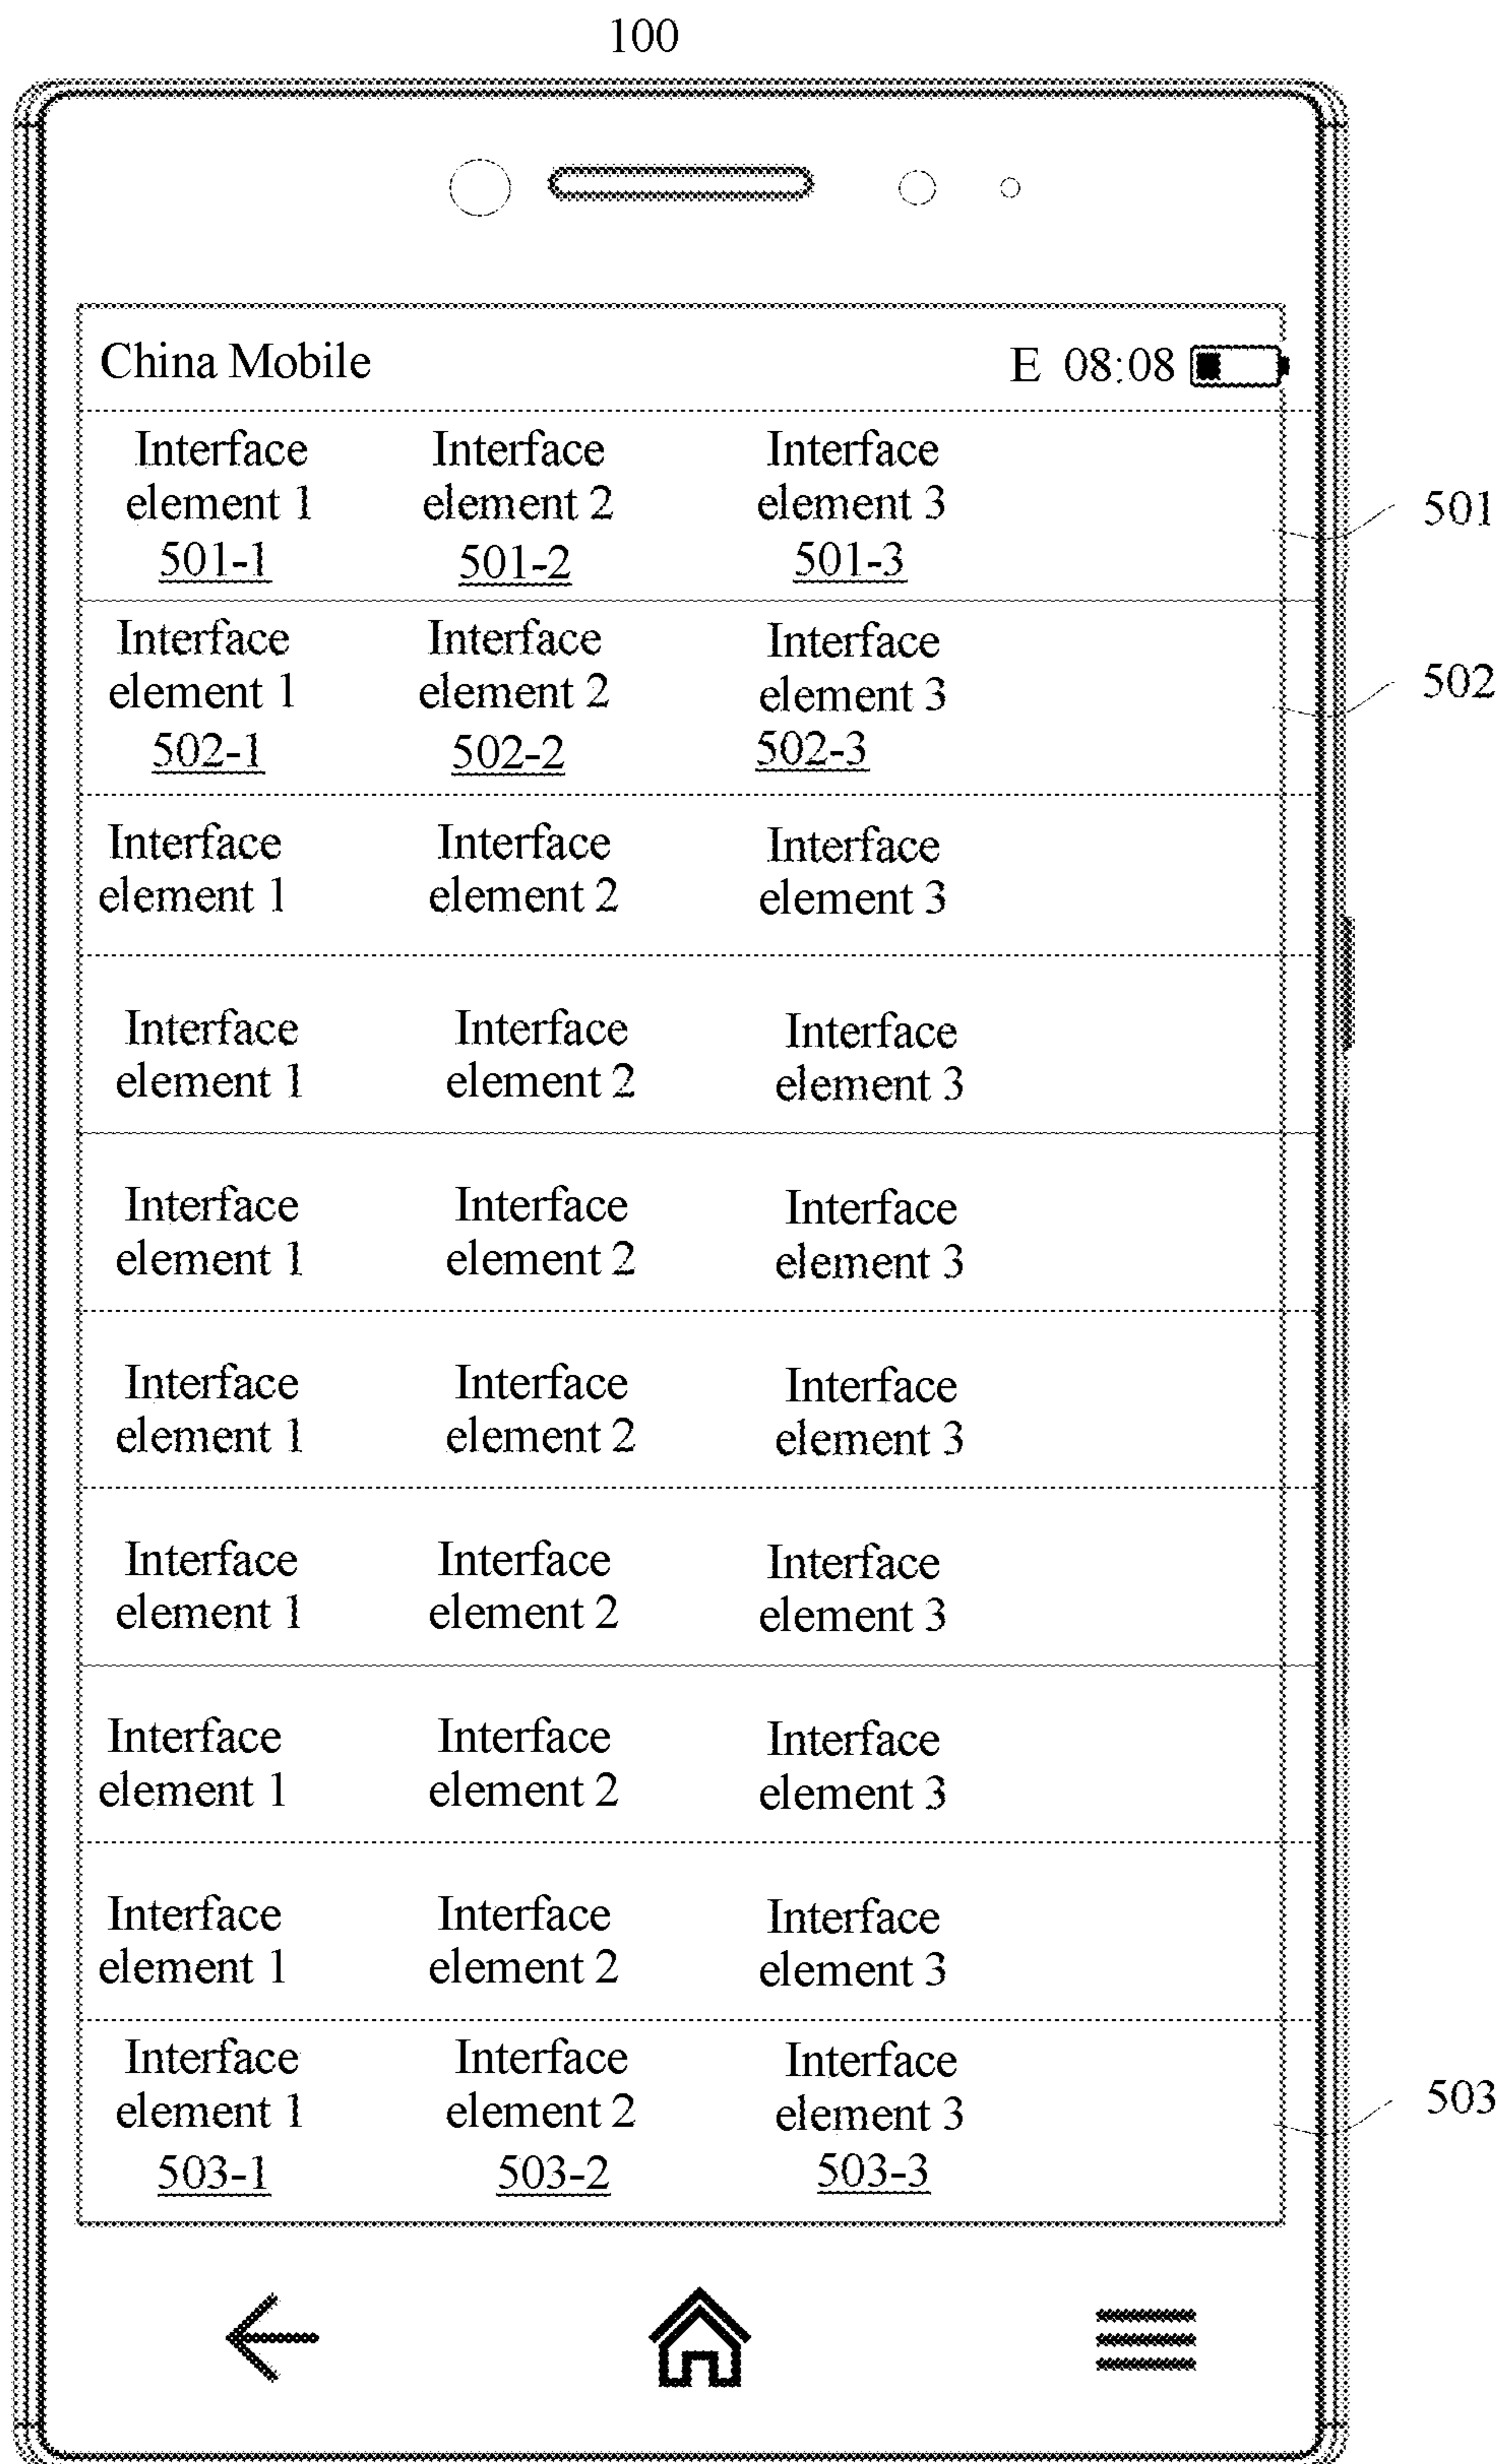 100
China Mobile E 08:08
Interface Interface Interface
element 1 element 2 element 3
501-1 501-2 501-3
501
Interface Interface Interface
element 1 element 2 element 3
502-1 502-2 502-3
502
Interface Interface Interface
element 1 element 2 element 3
Interface Interface Interface
element 1 element 2 element 3
Interface Interface Interface
element 1 element 2 element 3
Interface Interface Interface
element 1 element 2 element 3
Interface Interface Interface
element 1 element 2 element 3
Interface Interface Interface
element 1 element 2 element 3
Interface Interface Interface
element 1 element 2 element 3
Interface Interface Interface
element 1 element 2 element 3
503-1 503-2 503-3
503